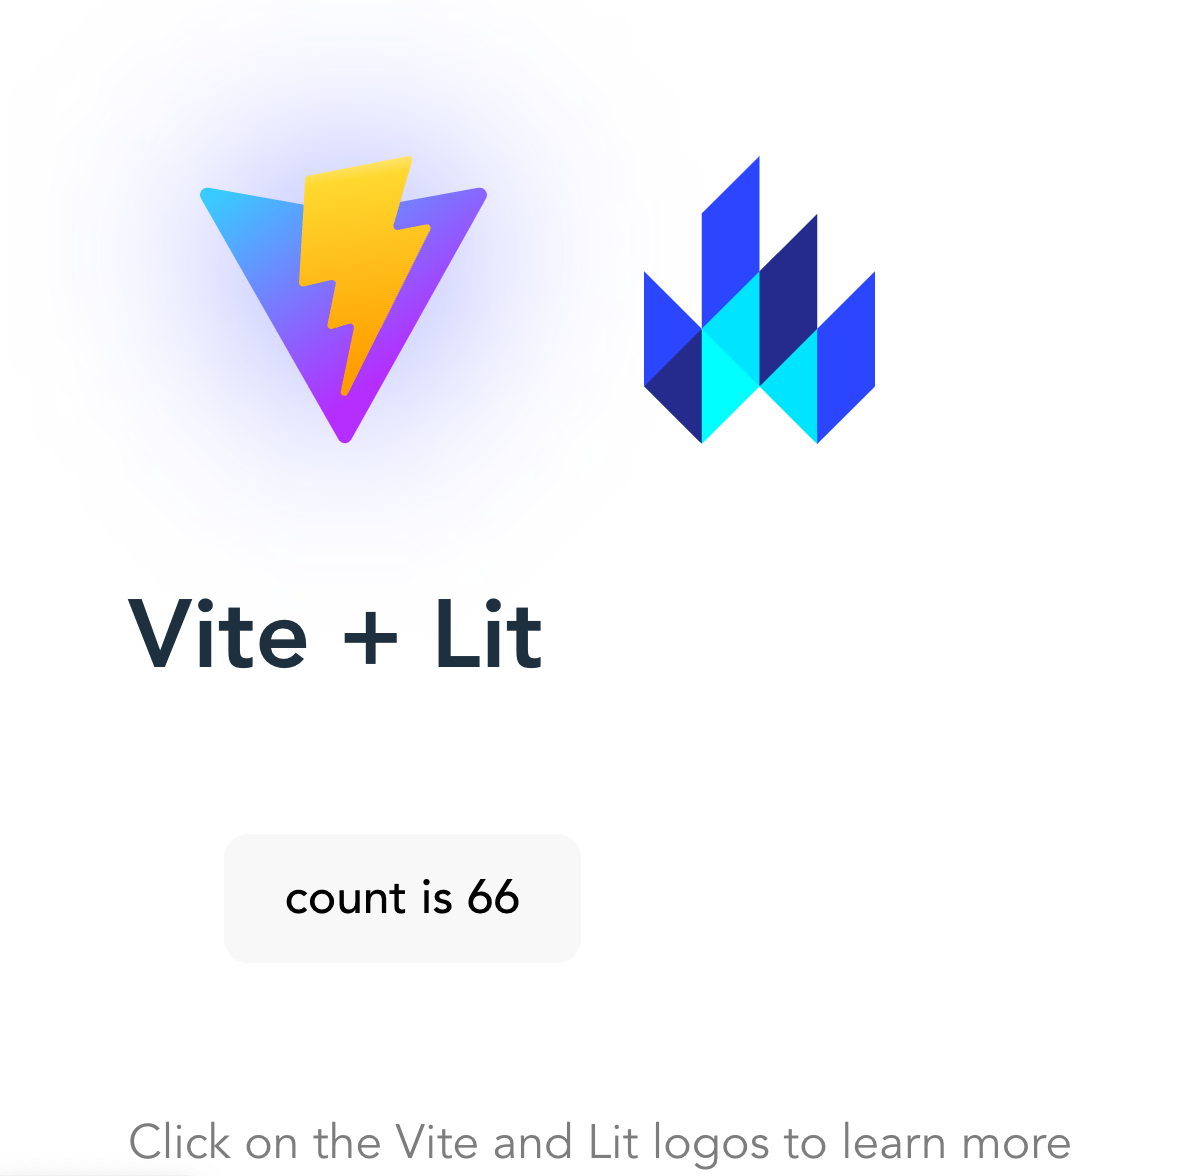 Vite + Lit
count is 66
Click on the Vite and Lit logos to learn more